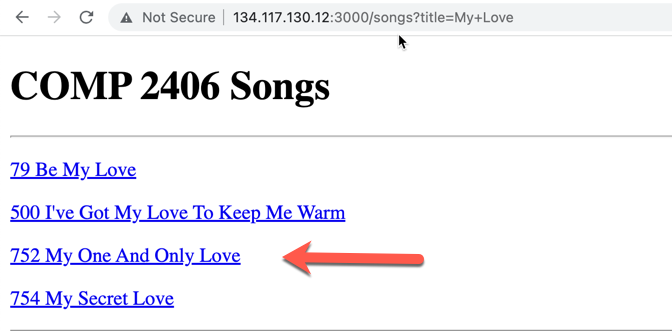 Not Secure | 134.117.130.12:3000/songs?title=My+Love
COMP 2406 Songs
79 Be My Love
500 I've Got My Love To Keep Me Warm
752 My One And Only Love
754 My Secret Love